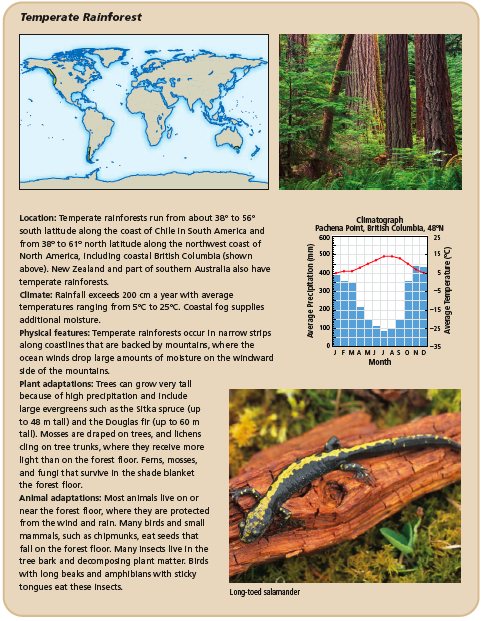 Temperate Rainforest
Location: Temperate rainforests run from about 38° to 56°
south latitude along the coast of Chile in South America and
from 38° to 61° north latitude along the northwest coast of
North America, including coastal British Columbia (shown
above). New Zealand and part of southern Australia also have
temperate rainforests.
Climate: Rainfall exceeds 200 cm a year with average
temperatures ranging from 5°C to 25°C. Coastal fog supplies
additional moisture.
Physical features: Temperate rainforests occur in narrow strips
along coastlines that are backed by mountains, where the
ocean winds drop large amounts of moisture on the windward
side of the mountains.
Plant adaptations: Trees can grow very tall
because of high precipitation and include
large evergreens such as the Sitka spruce (up
to 48 m tall) and the Douglas fir (up to 60 m
tall). Mosses are draped on trees, and lichens
cling on tree trunks, where they receive more
light than on the forest floor. Ferns, mosses,
and fungi that survive in the shade blanket
the forest floor.
Animal adaptations: Most animals live on or
near the forest floor, where they are protected
from the wind and rain. Many birds and small
mammals, such as chipmunks, eat seeds that
fall on the forest floor. Many insects live in the
tree bark and decomposing plant matter. Birds
with long beaks and amphibians with sticky
tongues eat these insects.
Climatograph
Pachena Point, British Columbia, 48°N
Average Precipitation (mm)
600
500
400
300
200
100
0
25
15
5
−5
−15
−25
−35
Average Temperature (°C)
J F M A M J J A S O N D
Month
Long-toed salamander